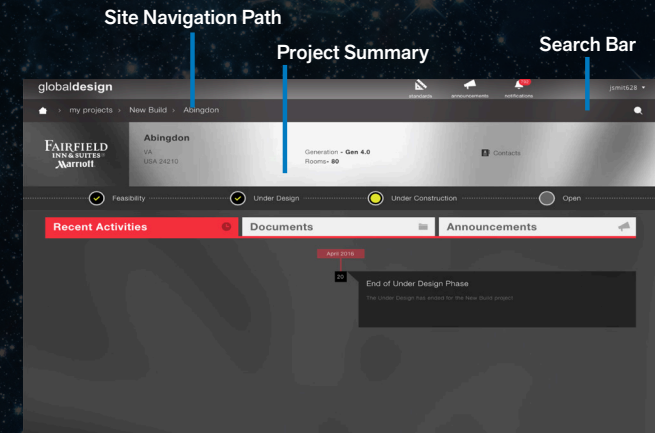 Site Navigation Path
Project Summary
Search Bar
globaldesign
standards
announcements
notifications
jsmit628
my projects › New Build › Abingdon
Abingdon
VA
USA 24210
FAIRFIELD
INN & SUITES®
Marriott
Generation - Gen 4.0
Rooms- 80
Contacts
Feasibility
Under Design
Under Construction
Open
Recent Activities
Documents
Announcements
April 2016
20
End of Under Design Phase
The Under Design has ended for the New Build project